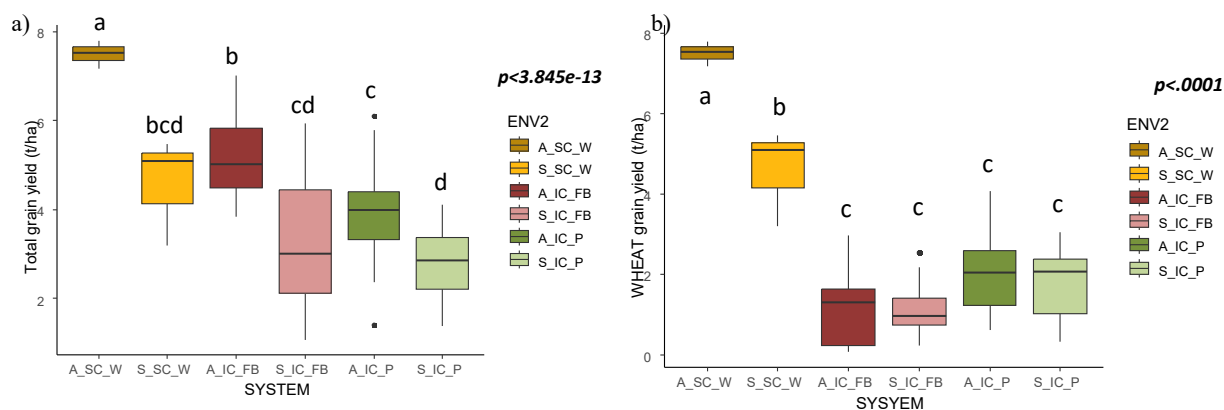 a)
8
6
4
2
Total grain yield (t/ha)
a
bcd
b
cd
c
d
A_SC_W
S_SC_W
A_IC_FB
S_IC_FB
A_IC_P
S_IC_P
SYSTEM
p<3.845e-13
ENV2
A_SC_W
S_SC_W
A_IC_FB
S_IC_FB
A_IC_P
S_IC_P
b)
8
6
4
2
0
WHEAT grain yield (t/ha)
a
b
c
c
c
c
A_SC_W
S_SC_W
A_IC_FB
S_IC_FB
A_IC_P
S_IC_P
SYSYEM
p<.0001
ENV2
A_SC_W
S_SC_W
A_IC_FB
S_IC_FB
A_IC_P
S_IC_P